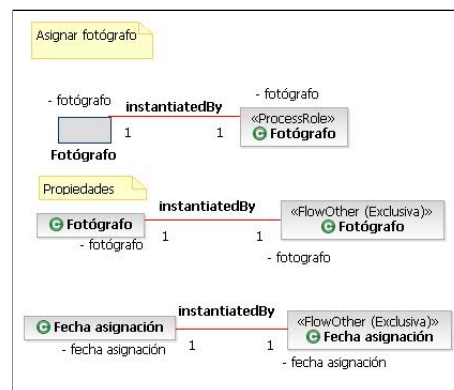 Asignar fotógrafo
- fotógrafo
instantiatedBy
- fotógrafo
1
1
«ProcessRole»
C Fotógrafo
Fotógrafo
Propiedades
instantiatedBy
C Fotógrafo
«FlowOther (Exclusiva)»
C Fotógrafo
- fotógrafo
1
1
- fotografo
instantiatedBy
C Fecha asignación
«FlowOther (Exclusiva)»
C Fecha asignación
- fecha asignación
1
1
- fecha asignación